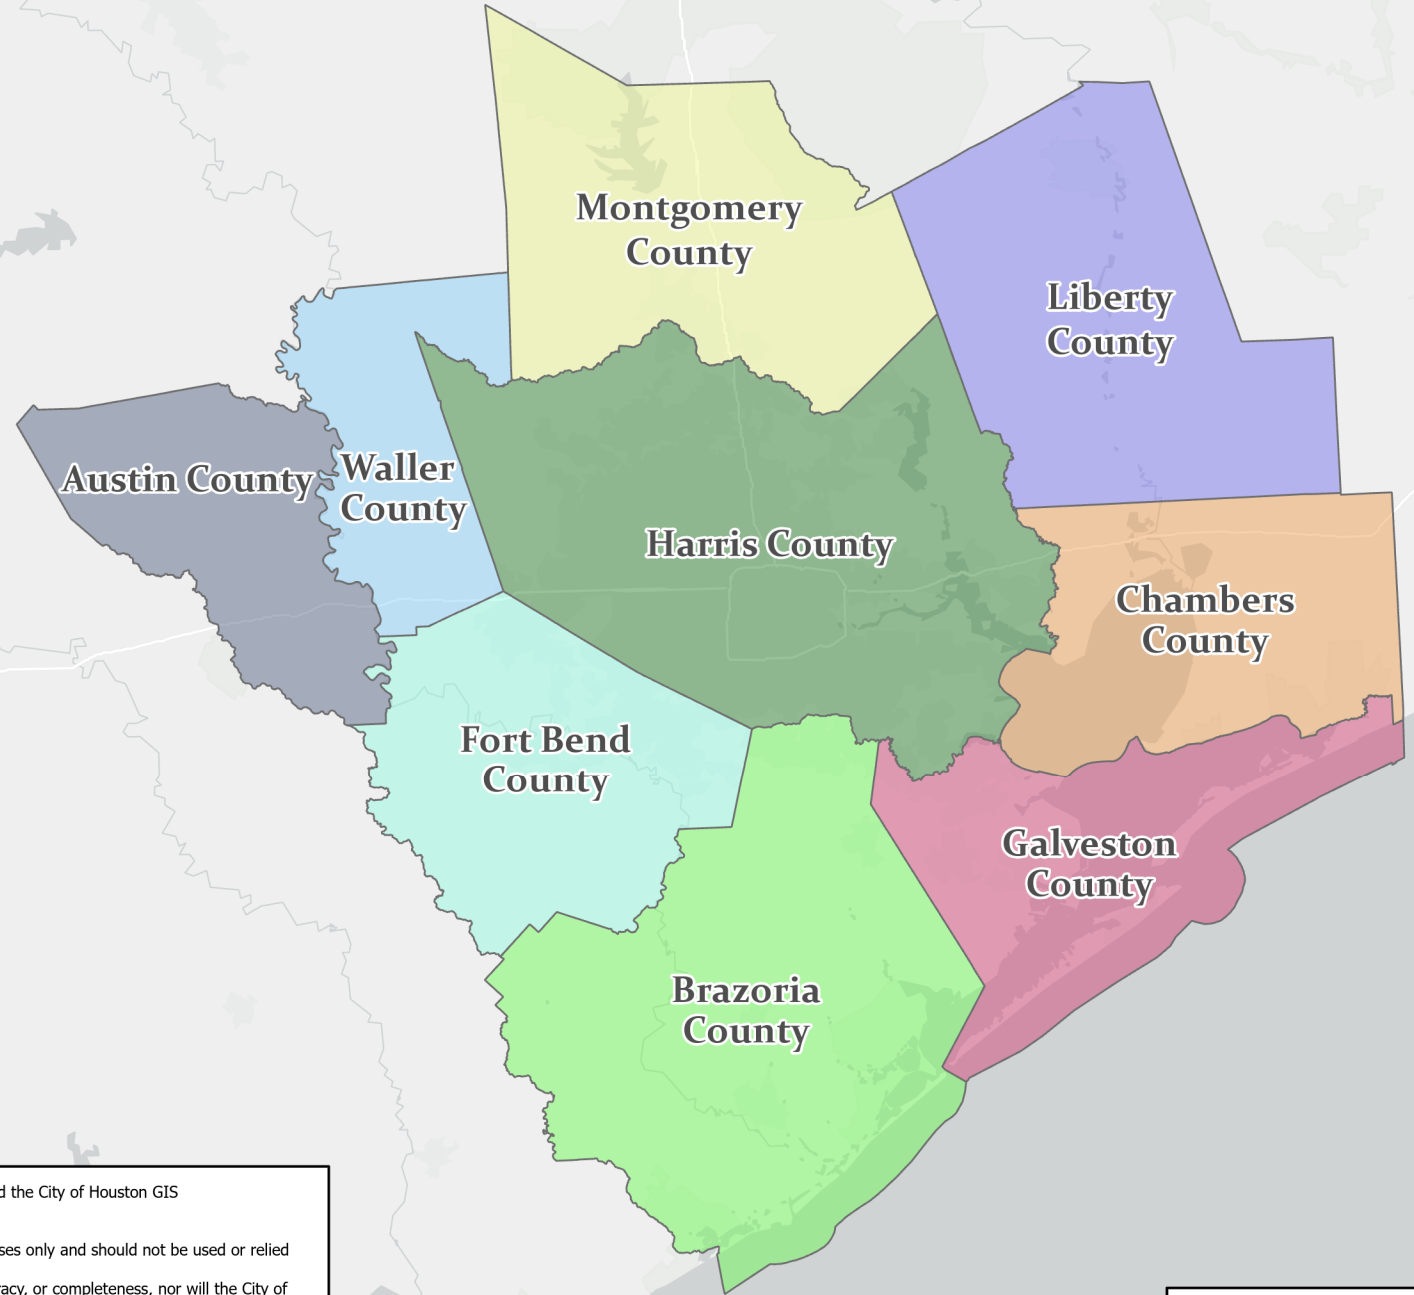 Montgomery
County
Liberty
County
Austin County
Waller
County
Harris County
Chambers
County
Fort Bend
County
Galveston
County
Brazoria
County
d the City of Houston GIS
ses only and should not be used or relied
racy, or completeness, nor will the City of